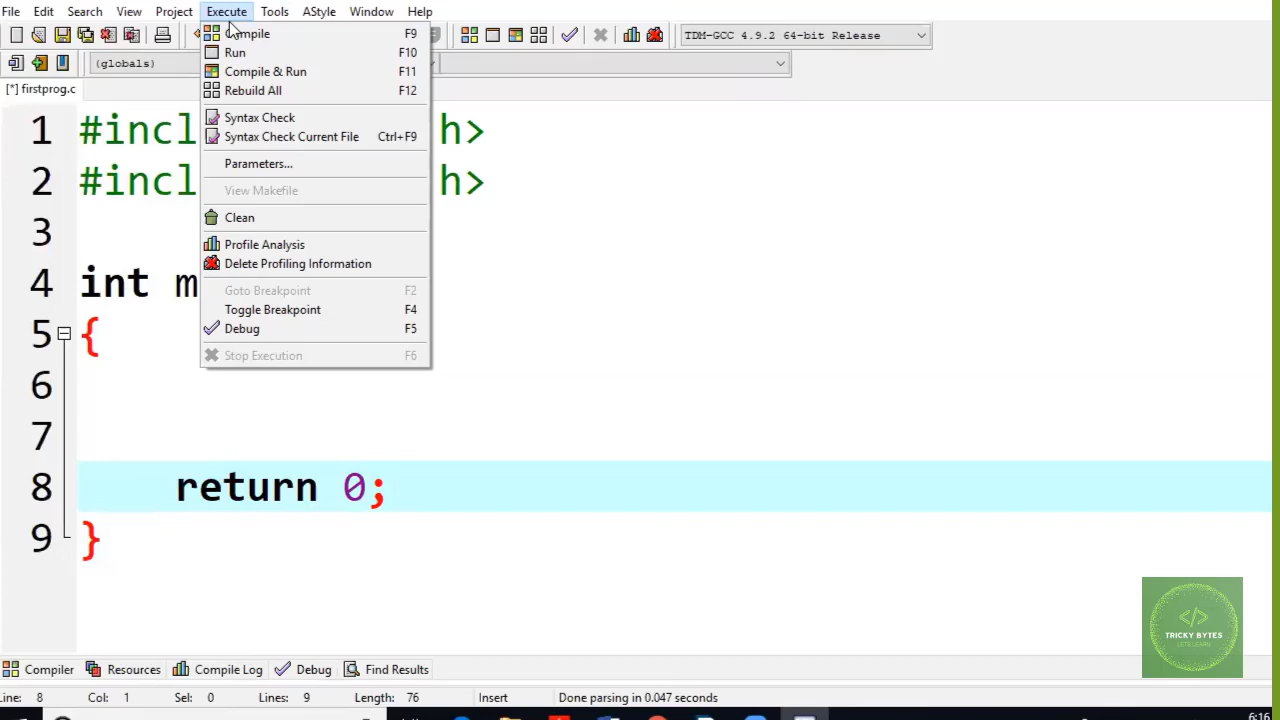 File Edit Search View Project Execute Tools AStyle Window Help
TDM-GCC 4.9.2 64-bit Release
(globals)
[*] firstprog.c
Compile F9
Run F10
Compile & Run F11
Rebuild All F12
Syntax Check
Syntax Check Current File Ctrl+F9
Parameters...
View Makefile
Clean
Profile Analysis
Delete Profiling Information
Goto Breakpoint F2
Toggle Breakpoint F4
Debug F5
Stop Execution F6
1 #incl h>
2 #incl h>
3
4 int m
5 {
6
7
8 return 0;
9 }
TRICKY BYTES
LETS LEARN
Compiler Resources Compile Log Debug Find Results
Line: 8 Col: 1 Sel: 0 Lines: 9 Length: 76 Insert Done parsing in 0.047 seconds
6:16